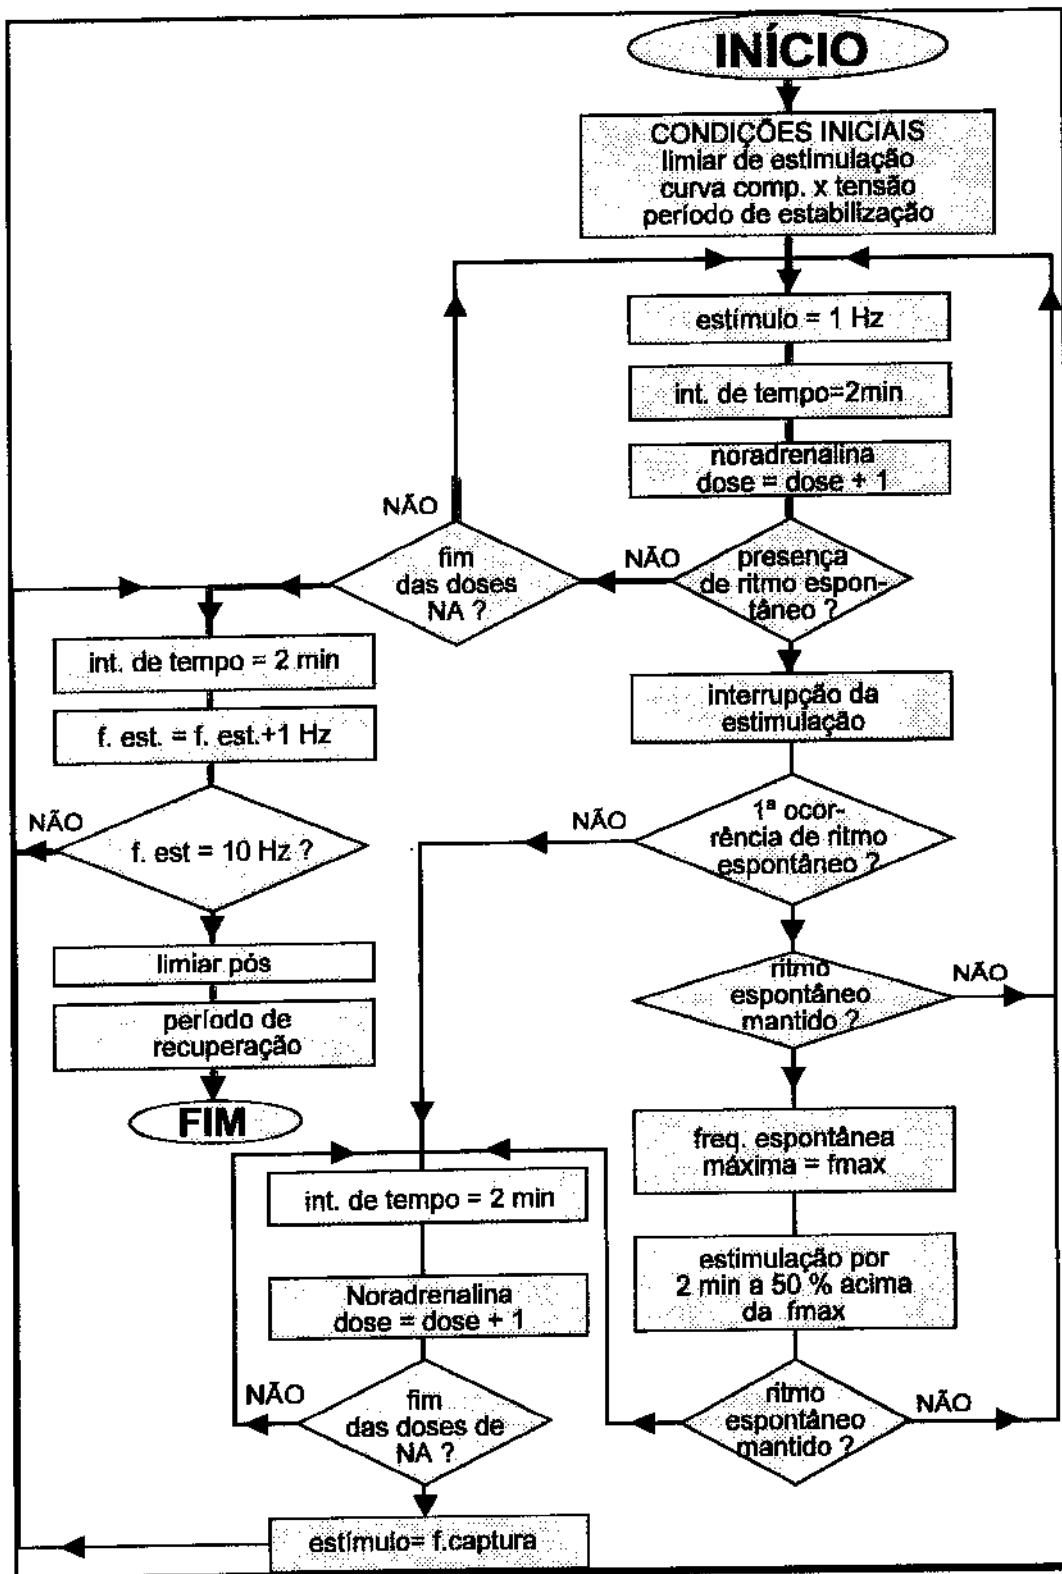 INÍCIO
CONDIÇÕES INICIAIS
limiar de estimulação
curva comp. x tensão
período de estabilização
estímulo = 1 Hz
int. de tempo=2min
noradrenalina
dose = dose + 1
presença
de ritmo espon-
tâneo ?
NÃO
fim
das doses
NA ?
NÃO
int. de tempo = 2 min
f. est. = f. est.+1 Hz
f. est = 10 Hz ?
NÃO
limiar pós
período de
recuperação
FIM
interrupção da
estimulação
1ª ocor-
rência de ritmo
espontâneo ?
NÃO
ritmo
espontâneo
mantido ?
NÃO
freq. espontânea
máxima = fmax
estimulação por
2 min a 50 % acima
da fmax
ritmo
espontâneo
mantido ?
NÃO
int. de tempo = 2 min
Noradrenalina
dose = dose + 1
fim
das doses de
NA ?
NÃO
estímulo= f.captura